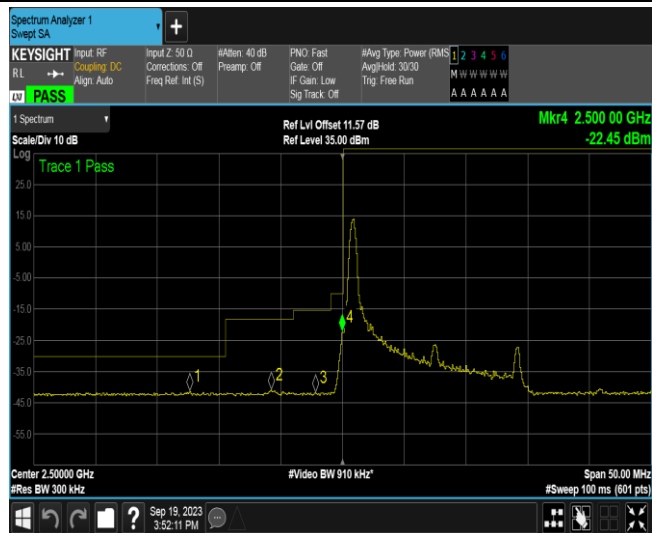 Spectrum Analyzer 1
Swept SA
+
KEYSIGHT Input: RF
RL Coupling: DC
Align: Auto
LXI PASS
Input Z: 50 Ω
Corrections: Off
Freq Ref: Int (S)
#Atten: 40 dB
Preamp: Off
PNO: Fast
Gate: Off
IF Gain: Low
Sig Track: Off
#Avg Type: Power (RMS
Avg|Hold: 30/30
Trig: Free Run
1 2 3 4 5 6
M W W W W W
A A A A A A
1 Spectrum
Scale/Div 10 dB
Ref Lvl Offset 11.57 dB
Ref Level 35.00 dBm
Mkr4 2.500 00 GHz
-22.45 dBm
Log
Trace 1 Pass
25.0
15.0
5.00
-5.00
-15.0
-25.0
-35.0
-45.0
-55.0
1
2
3
4
Center 2.50000 GHz
#Res BW 300 kHz
#Video BW 910 kHz*
Span 50.00 MHz
#Sweep 100 ms (601 pts)
?
Sep 19, 2023
3:52:11 PM